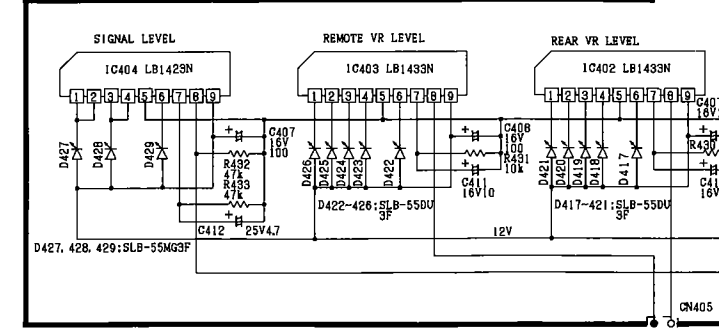 SIGNAL LEVEL
IC404 LB1423N
1 2 3 4 5 6 7 8 9
D427
D428
D429
+ C407
16V
100
R432
47k
R433
47k
+
C412 25V4.7
D427, 428, 429;SLB-55MG3F
REMOTE VR LEVEL
IC403 LB1433N
1 2 3 4 5 6 7 8 9
D426
D425
D424
D423
D422
+ C408
16V
100
R431
10k
+
C411
16V10
D422~426;SLB-55DU
3F
12V
REAR VR LEVEL
IC402 LB1433N
1 2 3 4 5 6 7 8 9
D421
D420
D419
D418
D417
16V
+
R430
+
16V
D417~421;SLB-55DU
3F
CN405